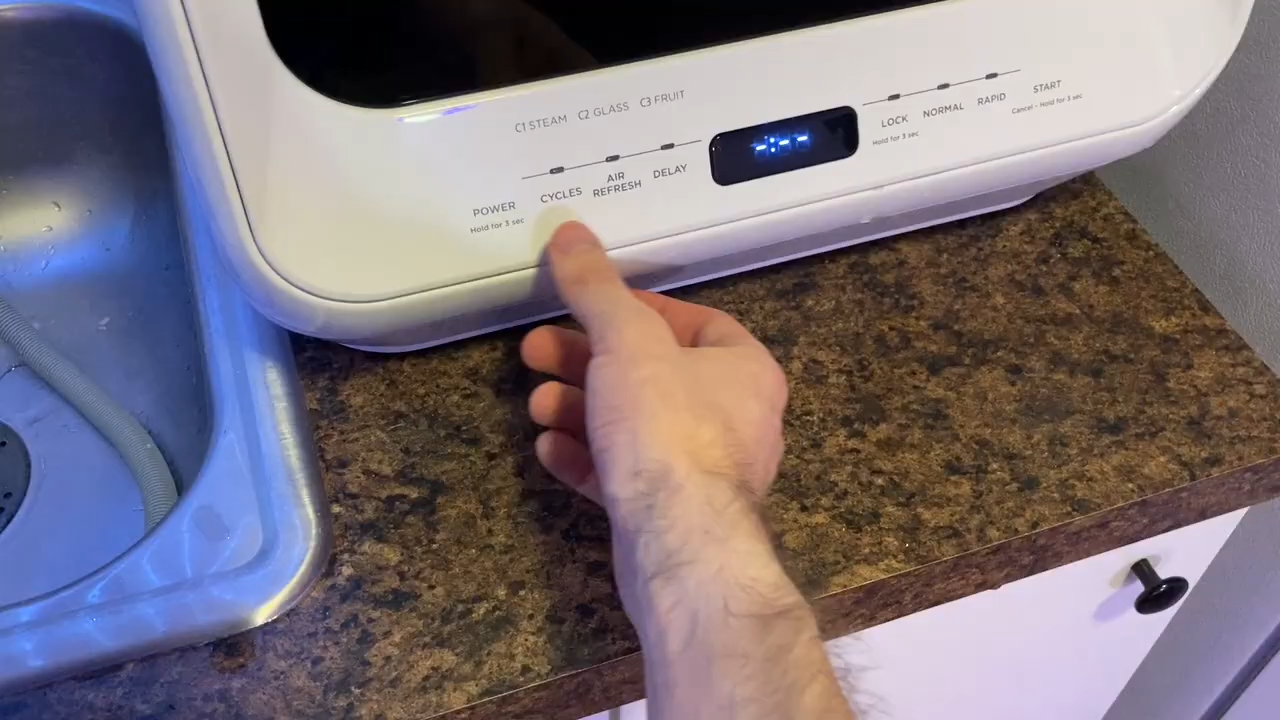 C1 STEAM C2 GLASS C3 FRUIT
POWER
Hold for 3 sec
CYCLES
AIR
REFRESH
DELAY
LOCK
Hold for 3 sec
NORMAL
RAPID
START
Cancel - Hold for 3 sec